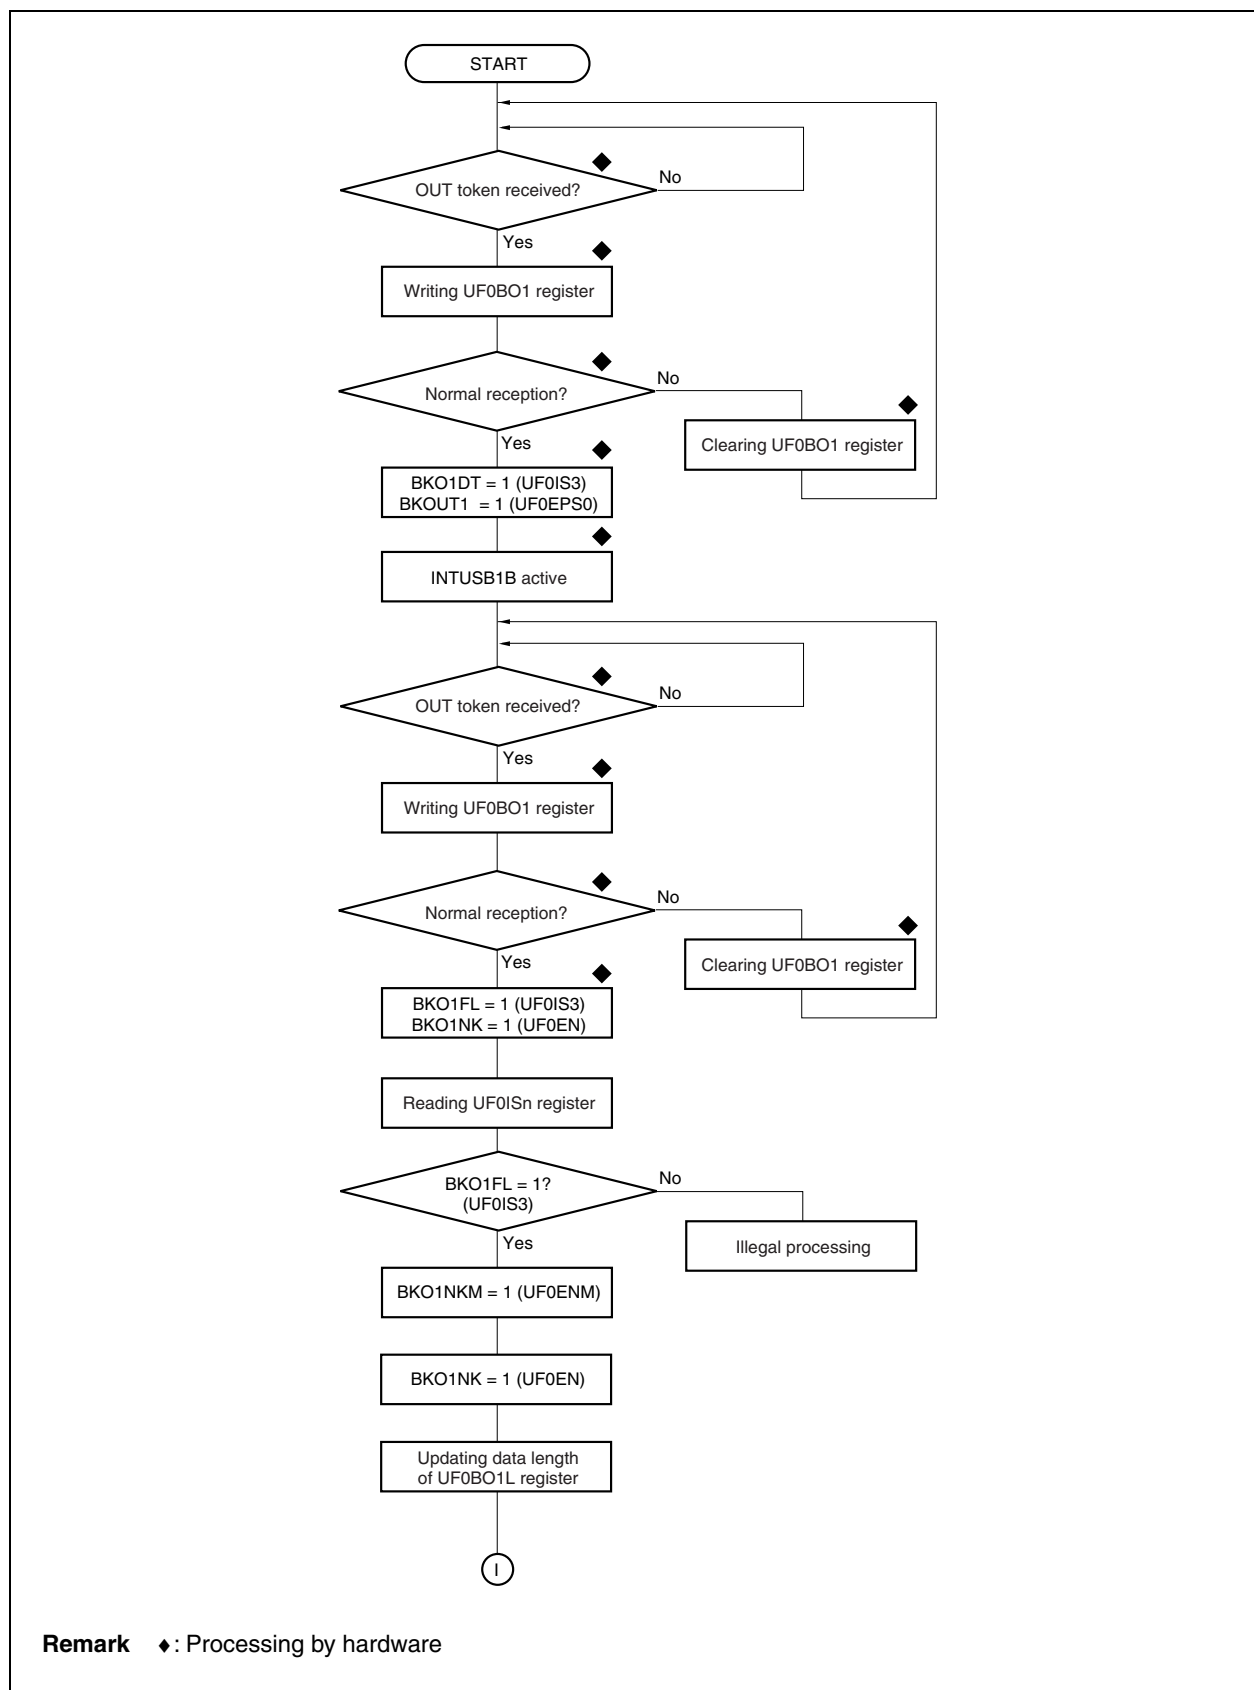 START
OUT token received?
No
Yes
Writing UF0BO1 register
Normal reception?
No
Yes
Clearing UF0BO1 register
BKO1DT = 1 (UF0IS3)
BKOUT1 = 1 (UF0EPS0)
INTUSB1B active
OUT token received?
No
Yes
Writing UF0BO1 register
Normal reception?
No
Yes
Clearing UF0BO1 register
BKO1FL = 1 (UF0IS3)
BKO1NK = 1 (UF0EN)
Reading UF0ISn register
BKO1FL = 1?
(UF0IS3)
No
Yes
Illegal processing
BKO1NKM = 1 (UF0ENM)
BKO1NK = 1 (UF0EN)
Updating data length
of UF0BO1L register
I
Remark ♦: Processing by hardware